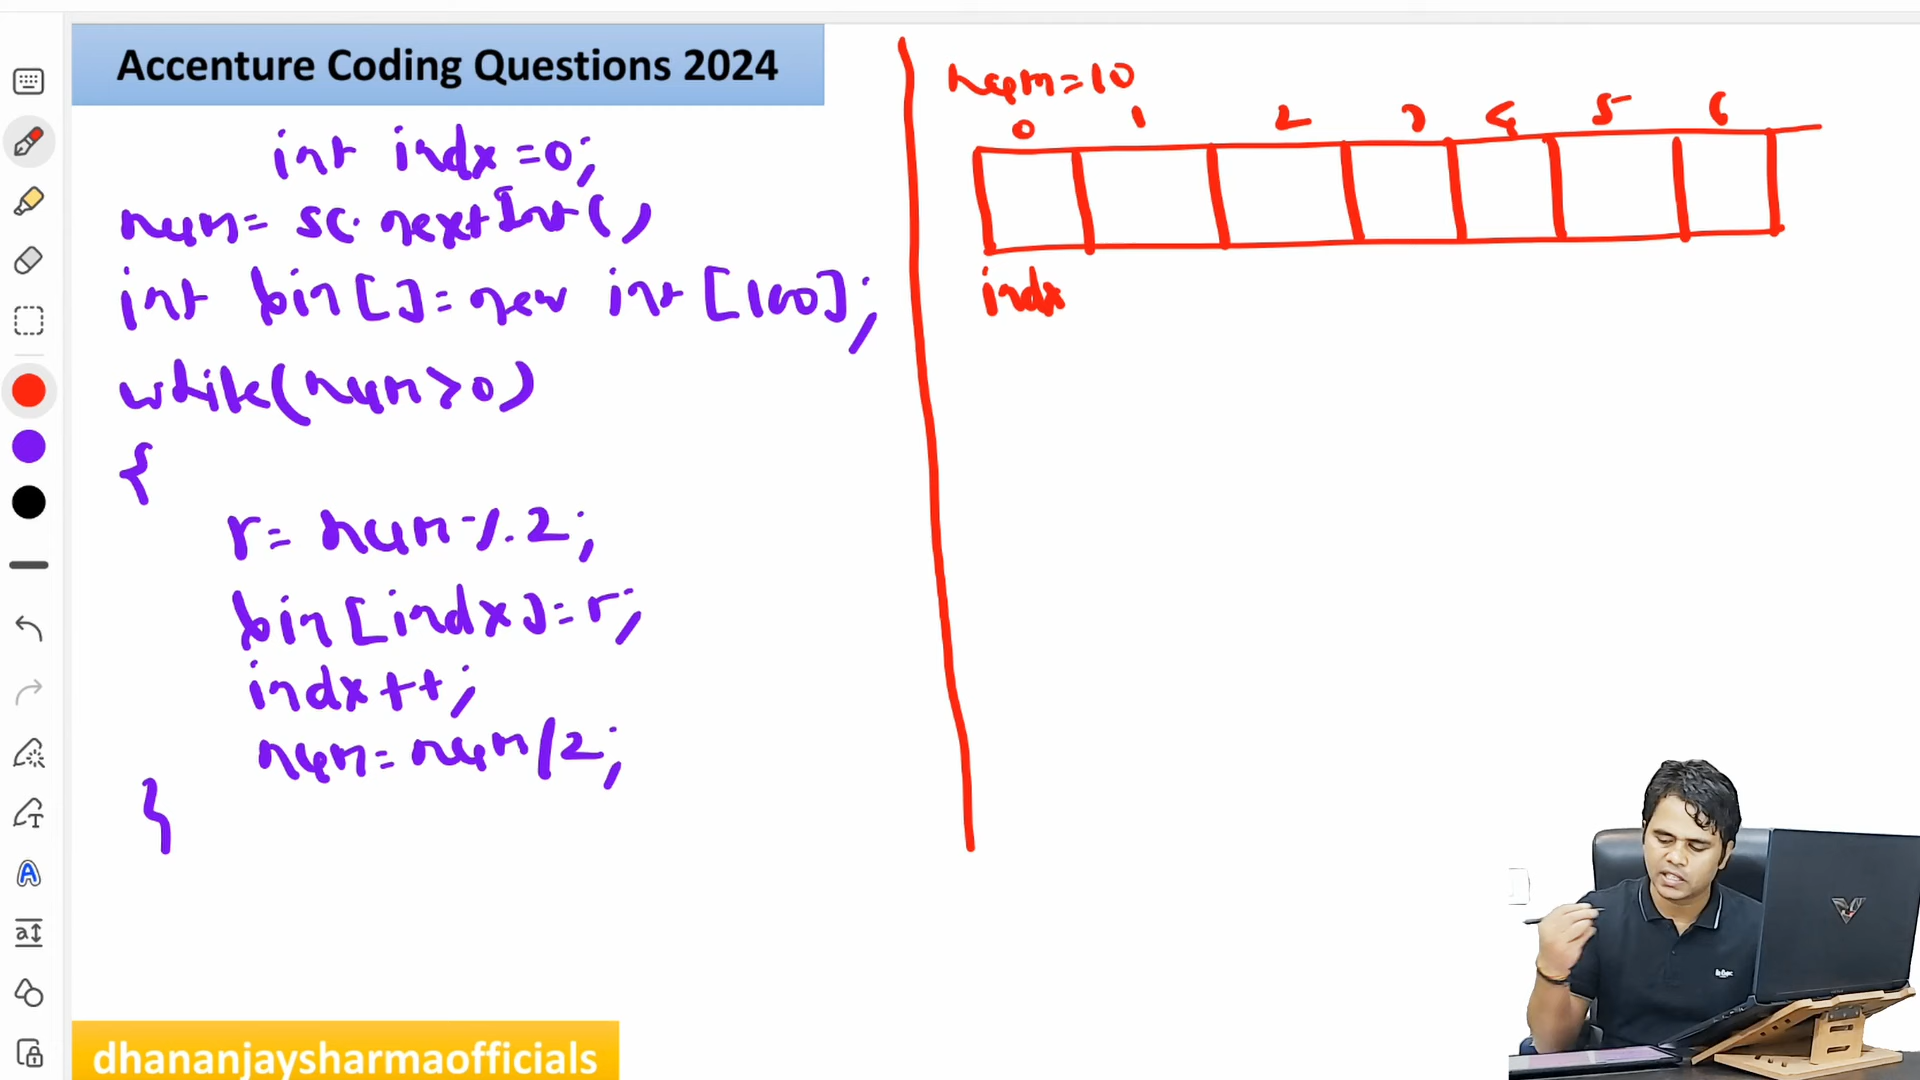 Accenture Coding Questions 2024
int indx=0;
num= sc.nextInt()
int bin[]=new int[100];
while(num>0)
{
r= num%2;
bin[indx]=r;
indx++;
num=num/2;
}
num=10
0 1 2 3 4 5 6
indx
dhananjaysharmaofficials